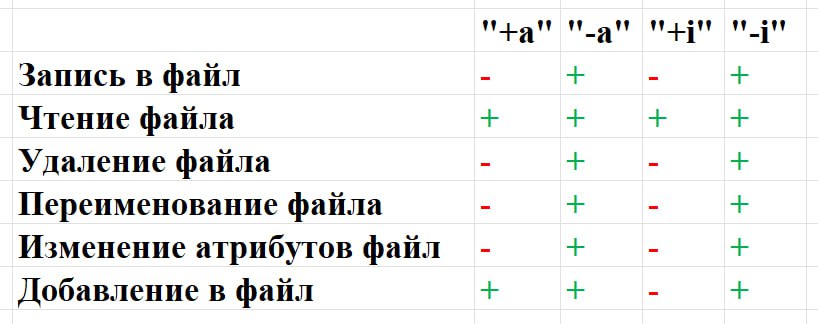 "+a" "-a" "+i" "-i"
Запись в файл - + - +
Чтение файла + + + +
Удаление файла - + - +
Переименование файла - + - +
Изменение атрибутов файл - + - +
Добавление в файл + + - +